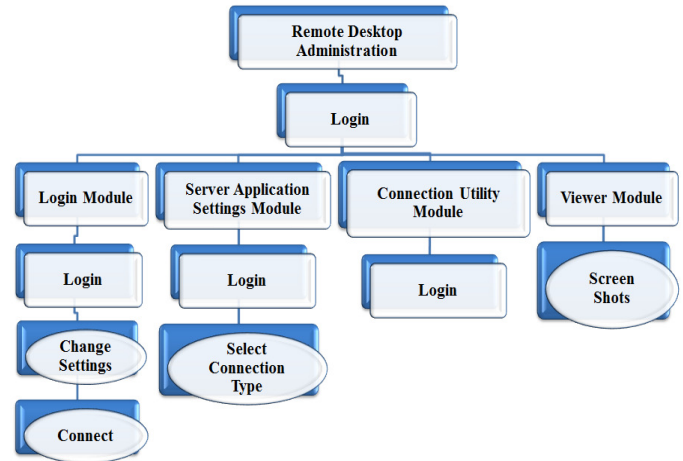 Remote Desktop
Administration
Login
Login Module
Server Application
Settings Module
Connection Utility
Module
Viewer Module
Login
Login
Login
Screen
Shots
Change
Settings
Select
Connection
Type
Connect